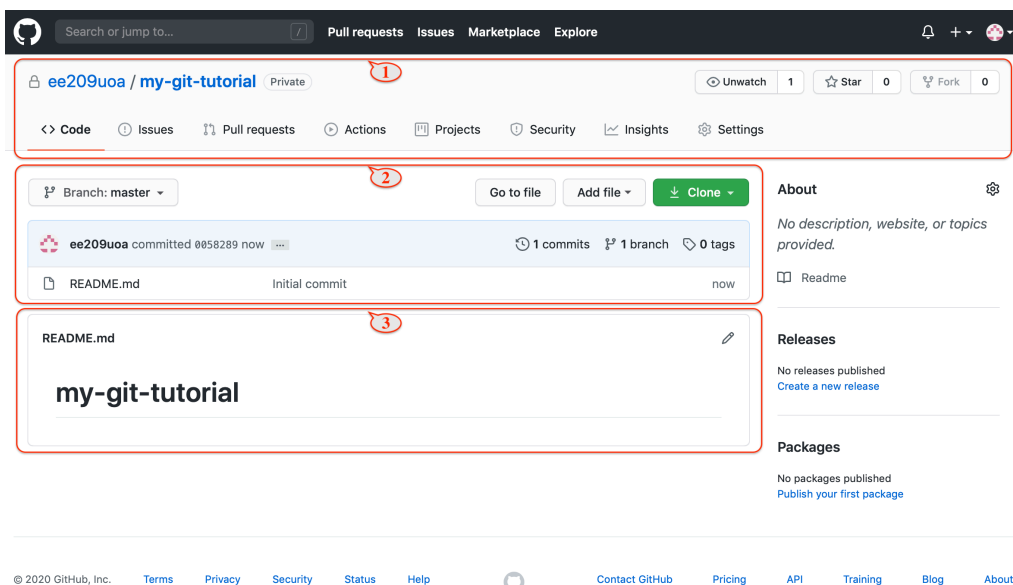 Search or jump to... / Pull requests Issues Marketplace Explore
1
ee209uoa / my-git-tutorial Private Unwatch 1 Star 0 Fork 0
<> Code Issues Pull requests Actions Projects Security Insights Settings
2
Branch: master Go to file Add file Clone
ee209uoa committed 0058289 now ... 1 commits 1 branch 0 tags
README.md Initial commit now
3
README.md
my-git-tutorial
About
No description, website, or topics
provided.
Readme
Releases
No releases published
Create a new release
Packages
No packages published
Publish your first package
© 2020 GitHub, Inc. Terms Privacy Security Status Help Contact GitHub Pricing API Training Blog About